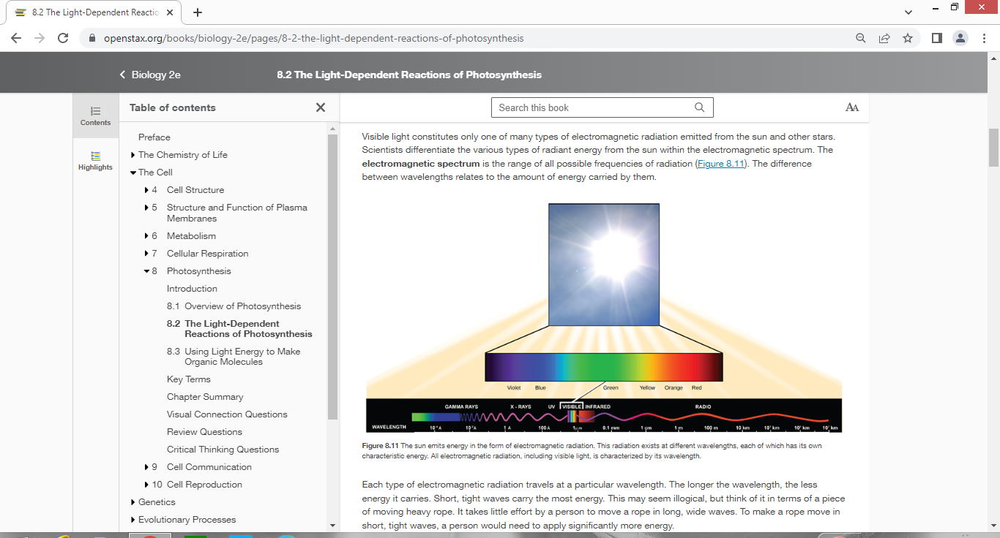 8.2 The Light-Dependent Reactio
openstax.org/books/biology-2e/pages/8-2-the-light-dependent-reactions-of-photosynthesis
Biology 2e
8.2 The Light-Dependent Reactions of Photosynthesis
Contents
Highlights
Table of contents
Preface
The Chemistry of Life
The Cell
4 Cell Structure
5 Structure and Function of Plasma
Membranes
6 Metabolism
7 Cellular Respiration
8 Photosynthesis
Introduction
8.1 Overview of Photosynthesis
8.2 The Light-Dependent
Reactions of Photosynthesis
8.3 Using Light Energy to Make
Organic Molecules
Key Terms
Chapter Summary
Visual Connection Questions
Review Questions
Critical Thinking Questions
9 Cell Communication
10 Cell Reproduction
Genetics
Evolutionary Processes
Search this book
AA
Visible light constitutes only one of many types of electromagnetic radiation emitted from the sun and other stars.
Scientists differentiate the various types of radiant energy from the sun within the electromagnetic spectrum. The
electromagnetic spectrum is the range of all possible frequencies of radiation (Figure 8.11). The difference
between wavelengths relates to the amount of energy carried by them.
Violet Blue Green Yellow Orange Red
GAMMA RAYS X - RAYS UV VISIBLE INFRARED RADIO
WAVELENGTH 1 A 100 A 1μm 0.1 mm 1 cm 1 m 100 m 10 km
Figure 8.11 The sun emits energy in the form of electromagnetic radiation. This radiation exists at different wavelengths, each of which has its own
characteristic energy. All electromagnetic radiation, including visible light, is characterized by its wavelength.
Each type of electromagnetic radiation travels at a particular wavelength. The longer the wavelength, the less
energy it carries. Short, tight waves carry the most energy. This may seem illogical, but think of it in terms of a piece
of moving heavy rope. It takes little effort by a person to move a rope in long, wide waves. To make a rope move in
short, tight waves, a person would need to apply significantly more energy.